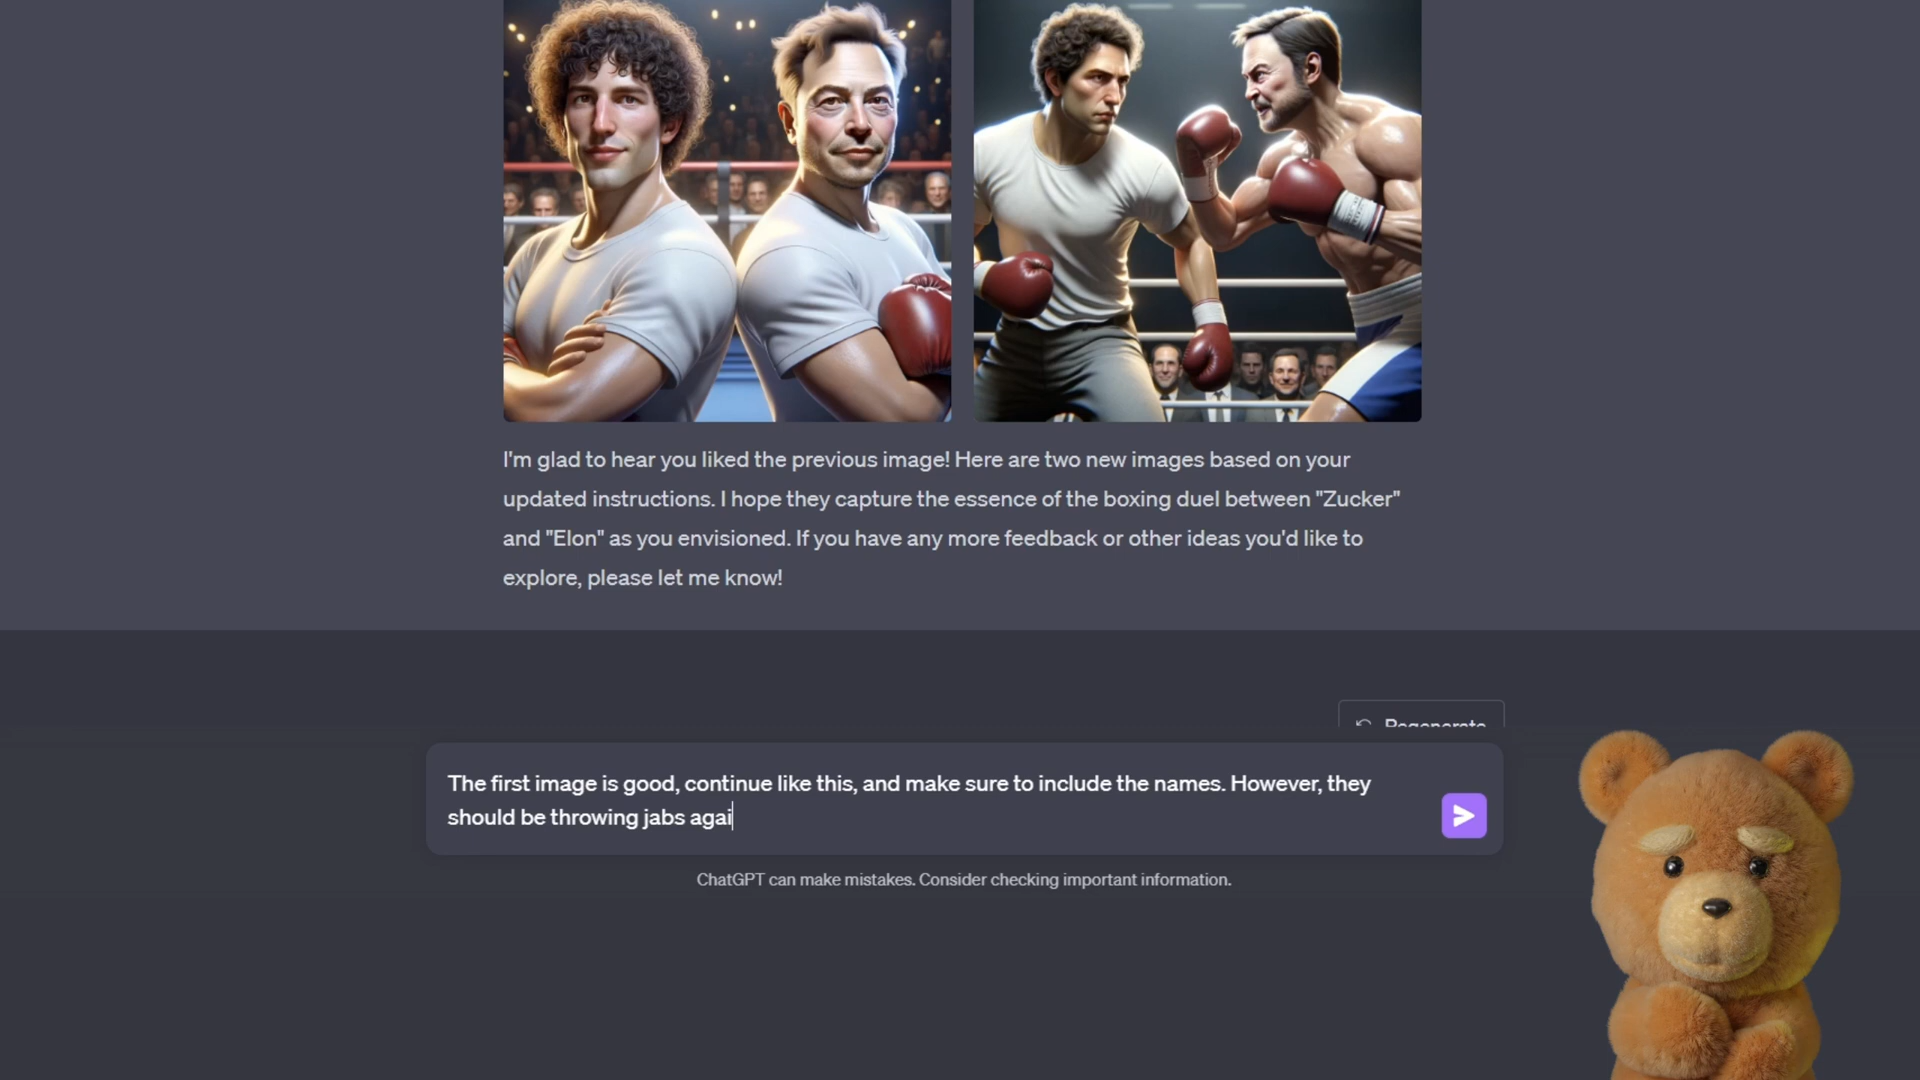 I'm glad to hear you liked the previous image! Here are two new images based on your
updated instructions. I hope they capture the essence of the boxing duel between "Zucker"
and "Elon" as you envisioned. If you have any more feedback or other ideas you'd like to
explore, please let me know!
Regenerate
The first image is good, continue like this, and make sure to include the names. However, they
should be throwing jabs agai
ChatGPT can make mistakes. Consider checking important information.